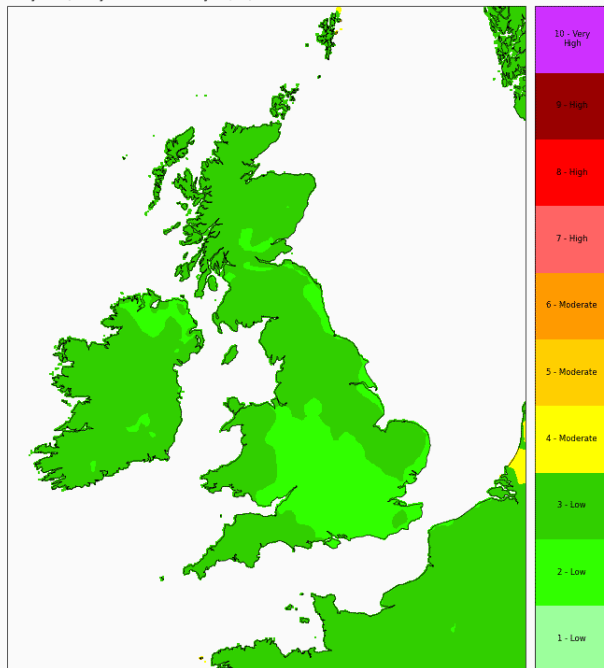 10 - Very
High
9 - High
8 - High
7 - High
6 - Moderate
5 - Moderate
4 - Moderate
3 - Low
2 - Low
1 - Low